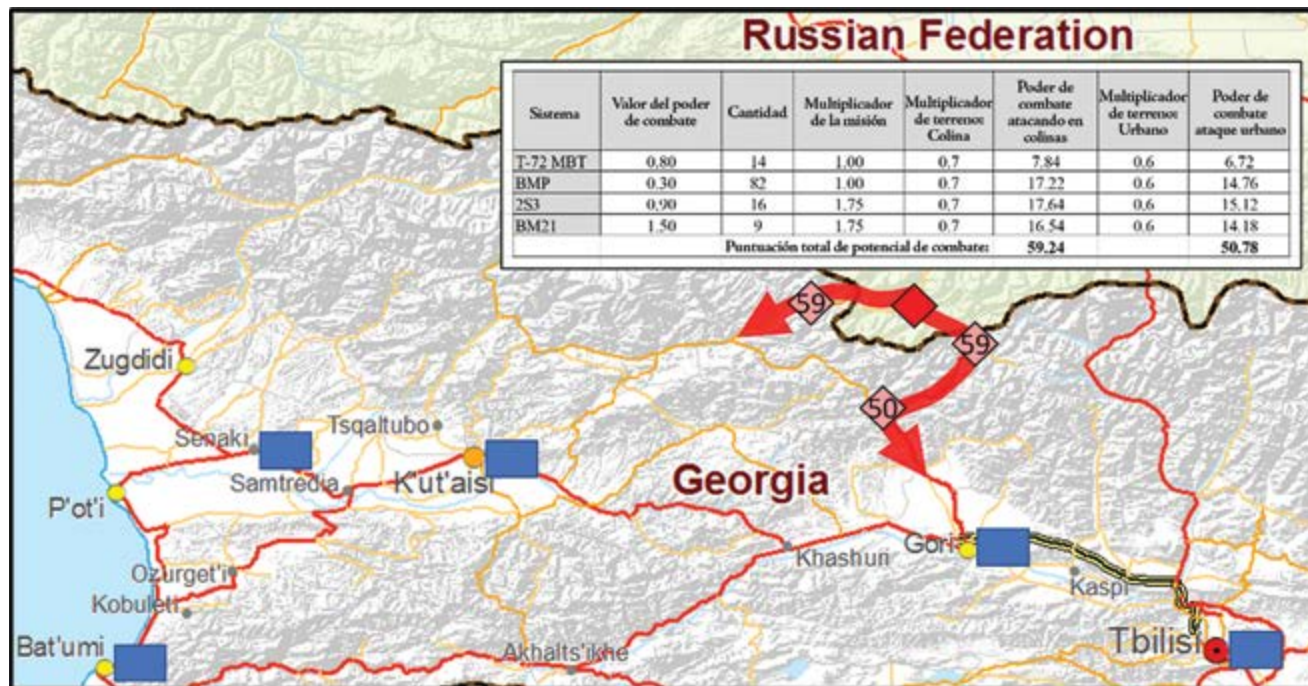 Russian Federation
Sistema | Valor del poder de combate | Cantidad | Multiplicador de la misión | Multiplicador de terreno: Colina | Poder de combate atacando en colinas | Multiplicador de terreno: Urbano | Poder de combate ataque urbano
T-72 MBT | 0.80 | 14 | 1.00 | 0.7 | 7.84 | 0.6 | 6.72
BMP | 0.30 | 82 | 1.00 | 0.7 | 17.22 | 0.6 | 14.76
2S3 | 0.90 | 16 | 1.75 | 0.7 | 17.64 | 0.6 | 15.12
BM21 | 1.50 | 9 | 1.75 | 0.7 | 16.54 | 0.6 | 14.18
Puntuación total de potencial de combate: | 59.24 | 50.78
59
59
Zugdidi
50
Tsqaltubo
Senaki
K'ut'aisi
Georgia
Samtredia
P'ot'i
Khashuri
Gori
Ozurget'i
Kaspi
Kobuleti
Tbilisi
Bat'umi
Akhalts'ikhe